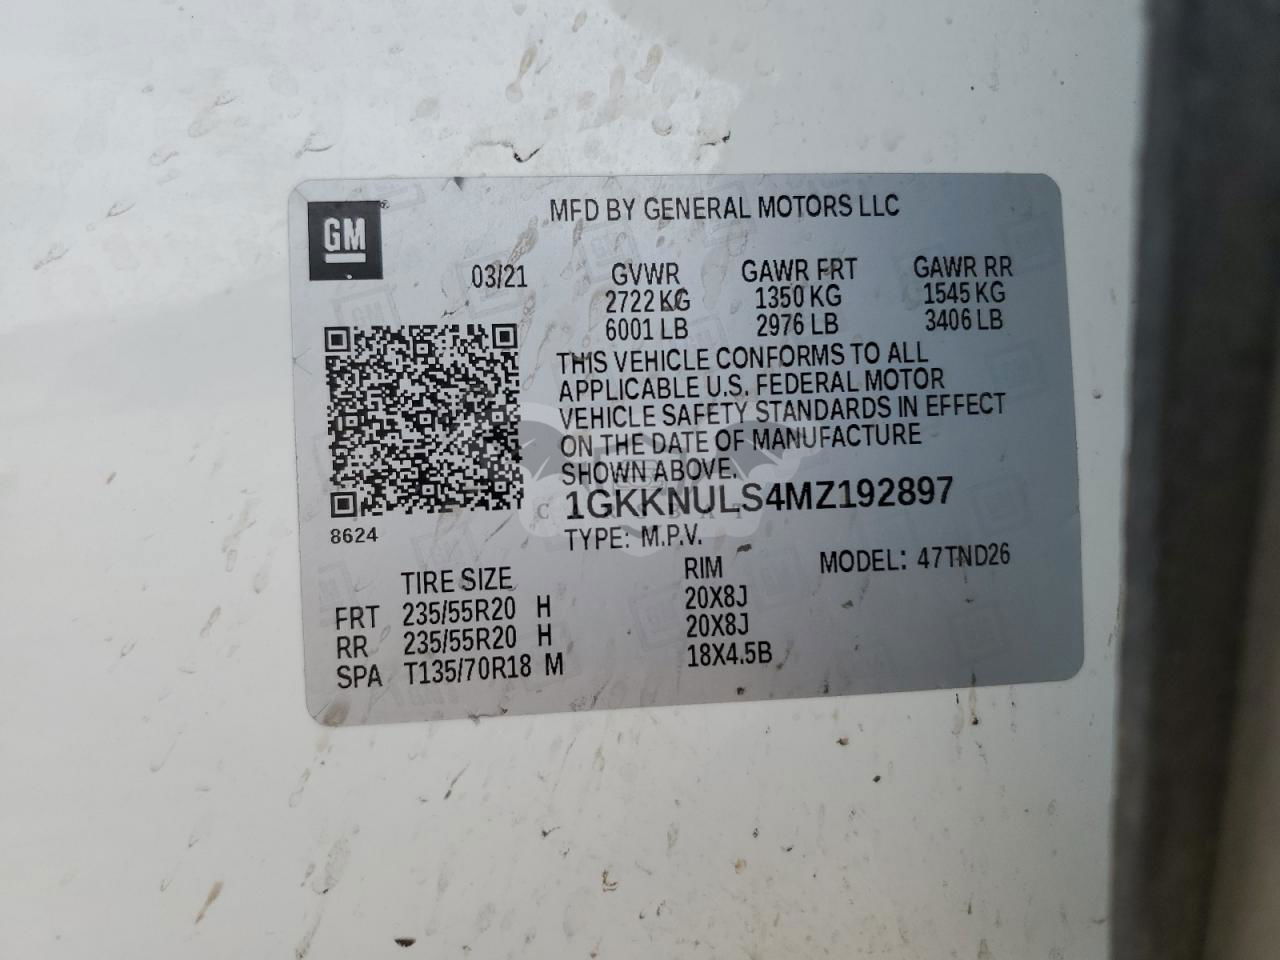 GM
MFD BY GENERAL MOTORS LLC
03/21
GVWR GAWR FRT GAWR RR
2722 KG 1350 KG 1545 KG
6001 LB 2976 LB 3406 LB
THIS VEHICLE CONFORMS TO ALL
APPLICABLE U.S. FEDERAL MOTOR
VEHICLE SAFETY STANDARDS IN EFFECT
ON THE DATE OF MANUFACTURE
SHOWN ABOVE.
1GKKNULS4MZ192897
8624
TYPE: M.P.V.
MODEL: 47TND26
TIRE SIZE RIM
FRT 235/55R20 H 20X8J
RR 235/55R20 H 20X8J
SPA T135/70R18 M 18X4.5B